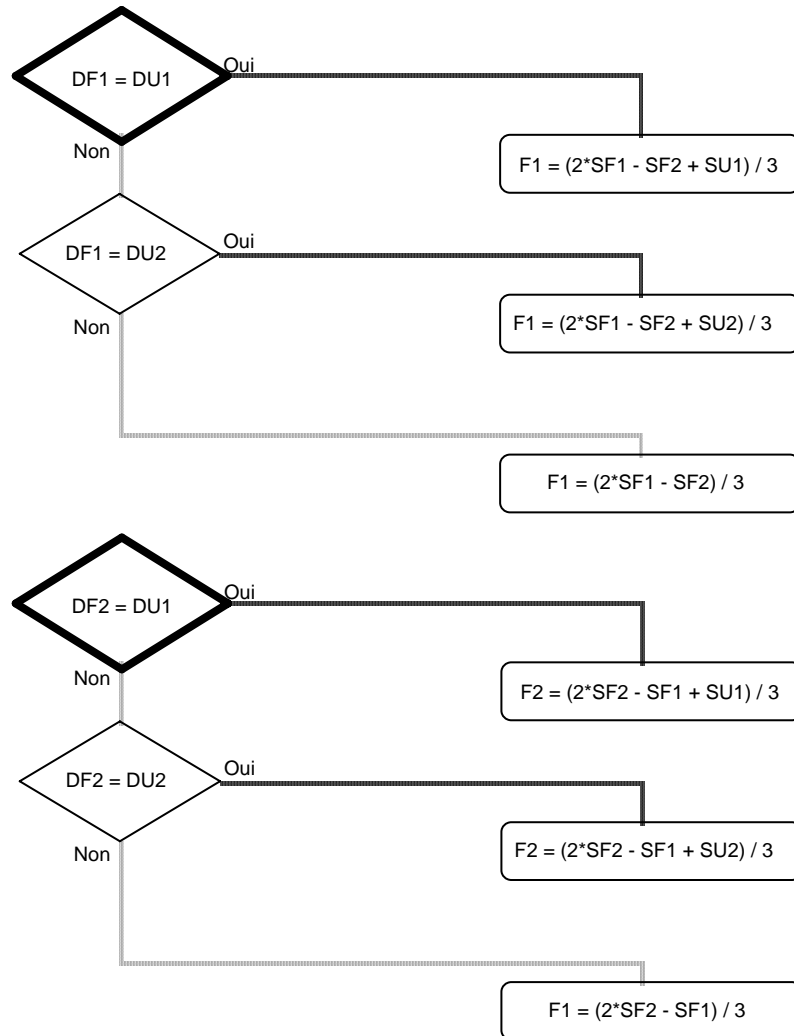 DF1 = DU1
Oui
Non
F1 = (2*SF1 - SF2 + SU1) / 3
DF1 = DU2
Oui
Non
F1 = (2*SF1 - SF2 + SU2) / 3
F1 = (2*SF1 - SF2) / 3
DF2 = DU1
Oui
Non
F2 = (2*SF2 - SF1 + SU1) / 3
DF2 = DU2
Oui
Non
F2 = (2*SF2 - SF1 + SU2) / 3
F1 = (2*SF2 - SF1) / 3